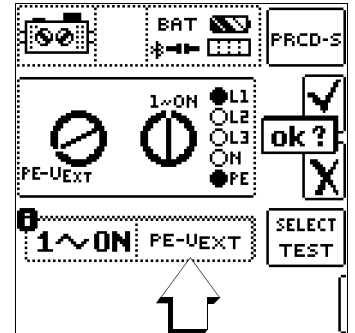 BAT
PRCD-S
1~ON
L1
L2
L3
N
PE
PE-UEXT
ok ?
1~ON PE-UEXT
SELECT
TEST